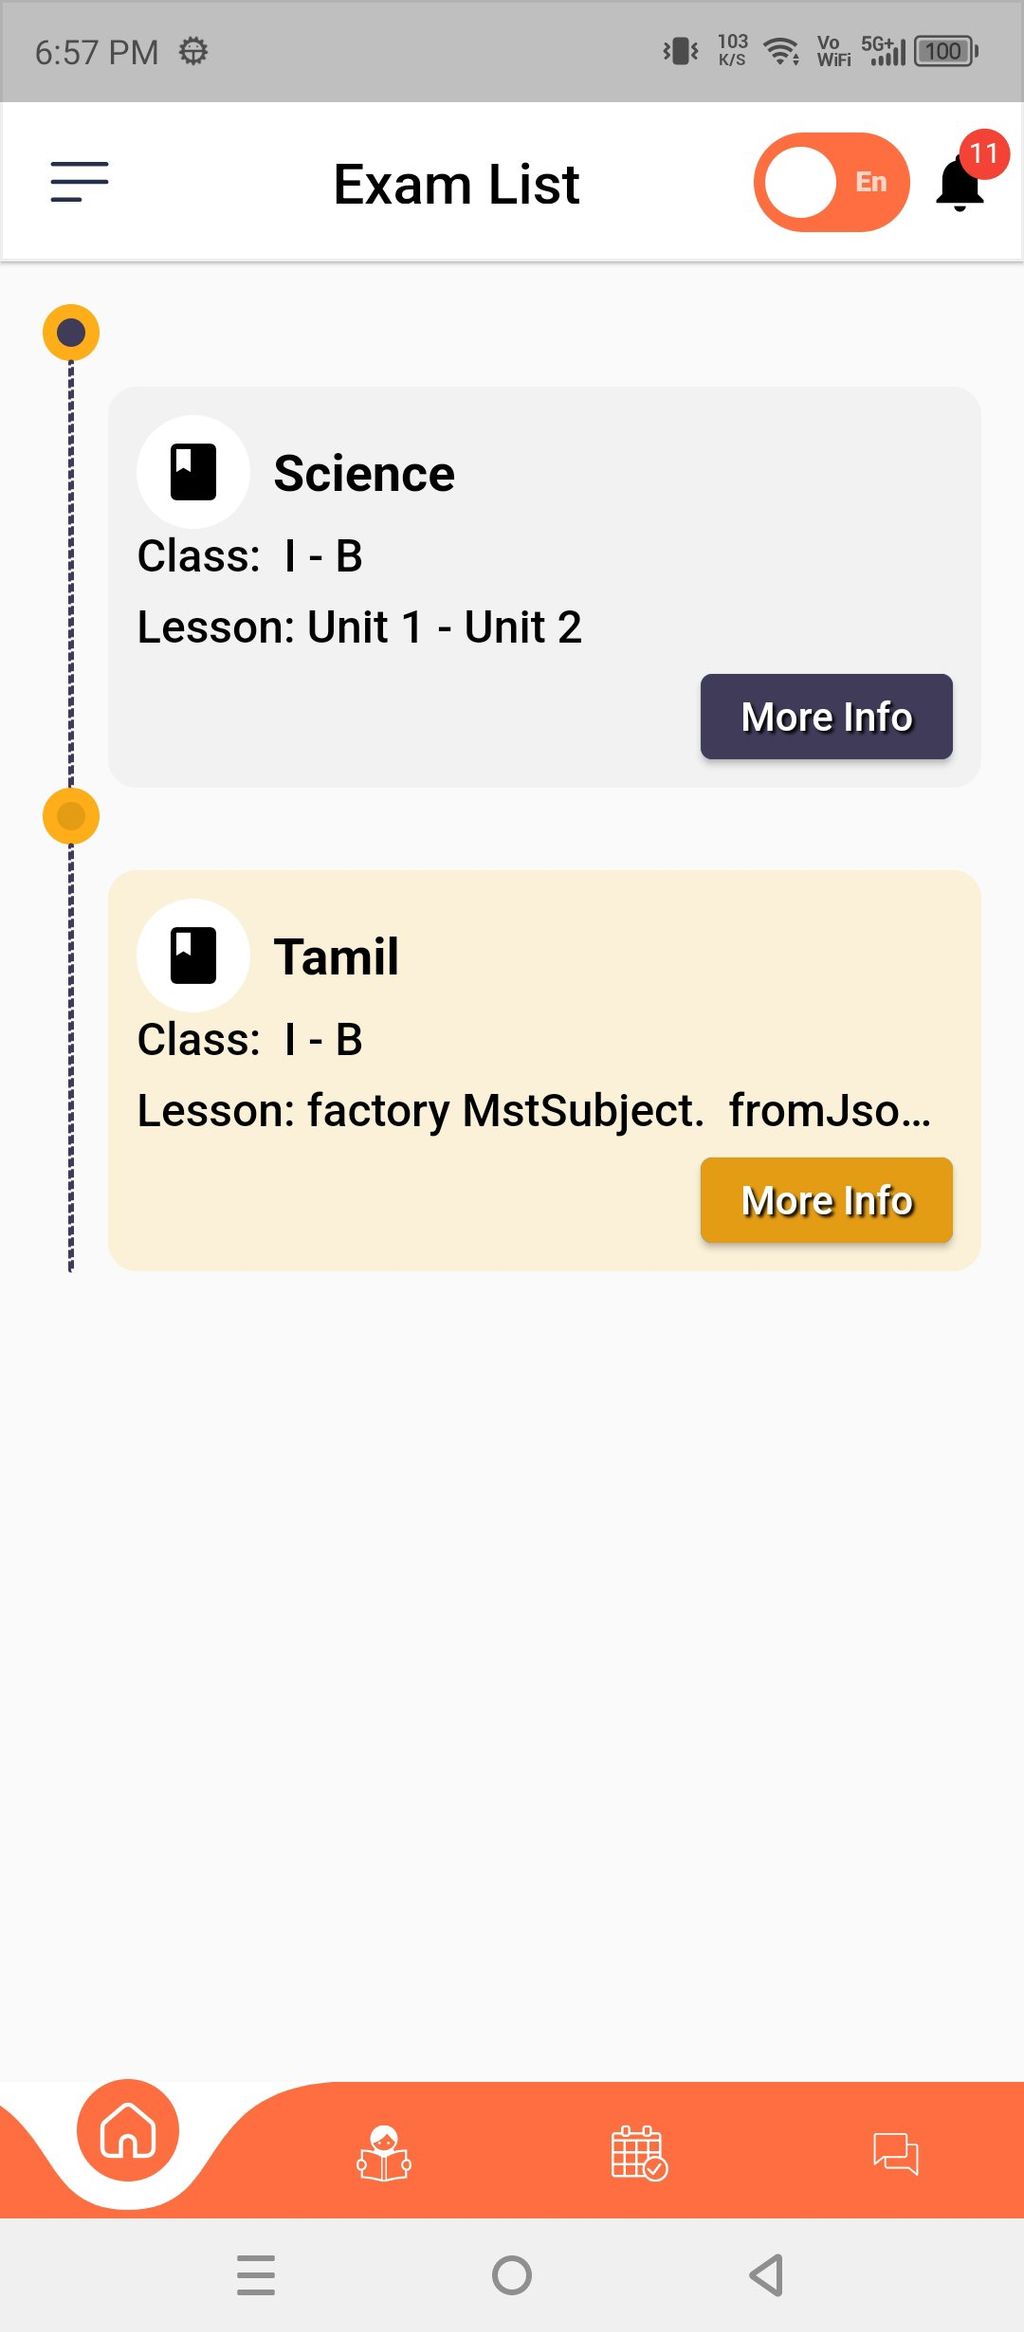 6:57 PM
103 K/S
Vo WiFi
5G+
100
Exam List
En
11
Science
Class: I - B
Lesson: Unit 1 - Unit 2
More Info
Tamil
Class: I - B
Lesson: factory MstSubject. fromJso...
More Info